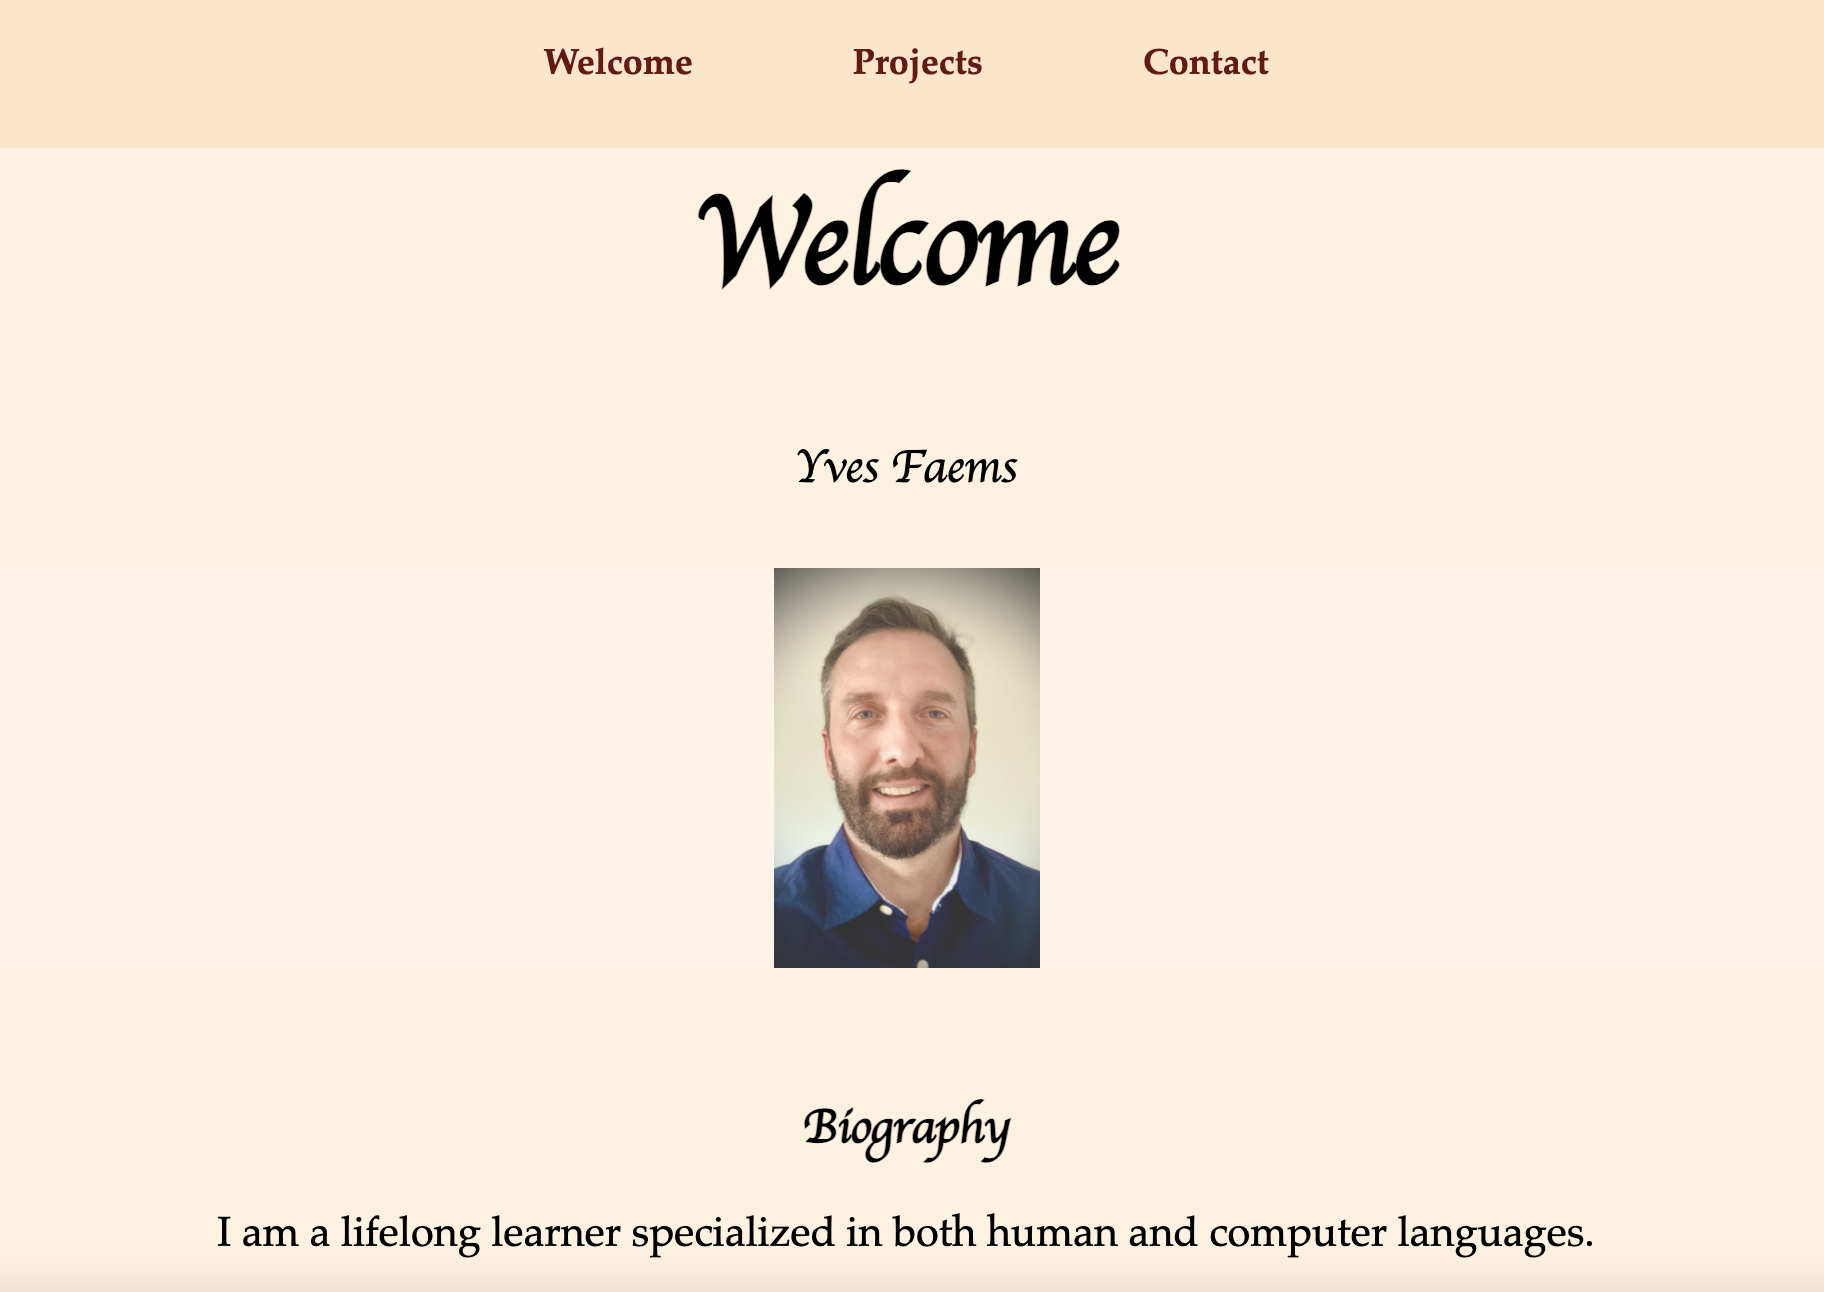 Welcome Projects Contact
Welcome
Yves Faems
Biography
I am a lifelong learner specialized in both human and computer languages.